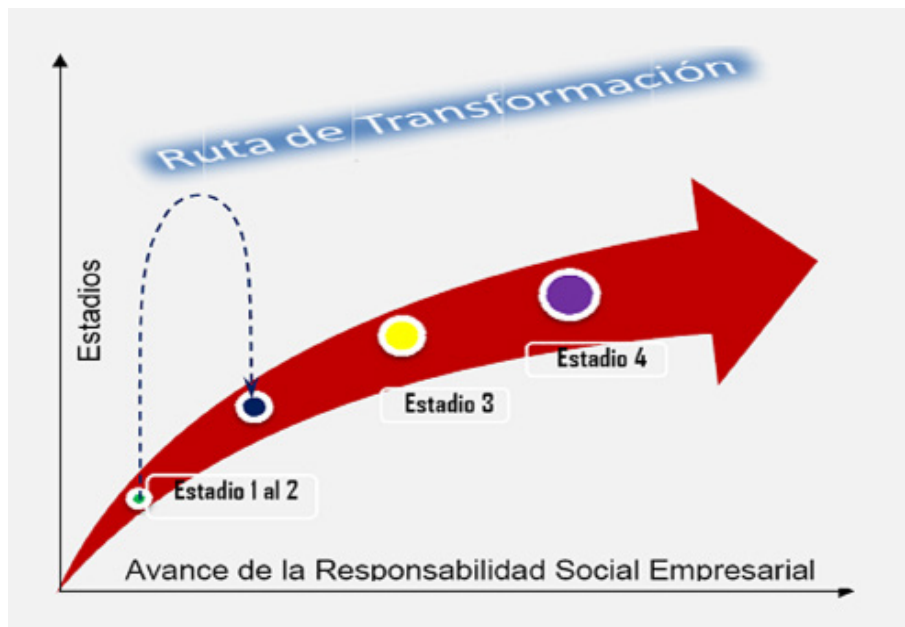 Ruta de Transformación
Estadios
Estadio 4
Estadio 3
Estadio 1 al 2
Avance de la Responsabilidad Social Empresarial